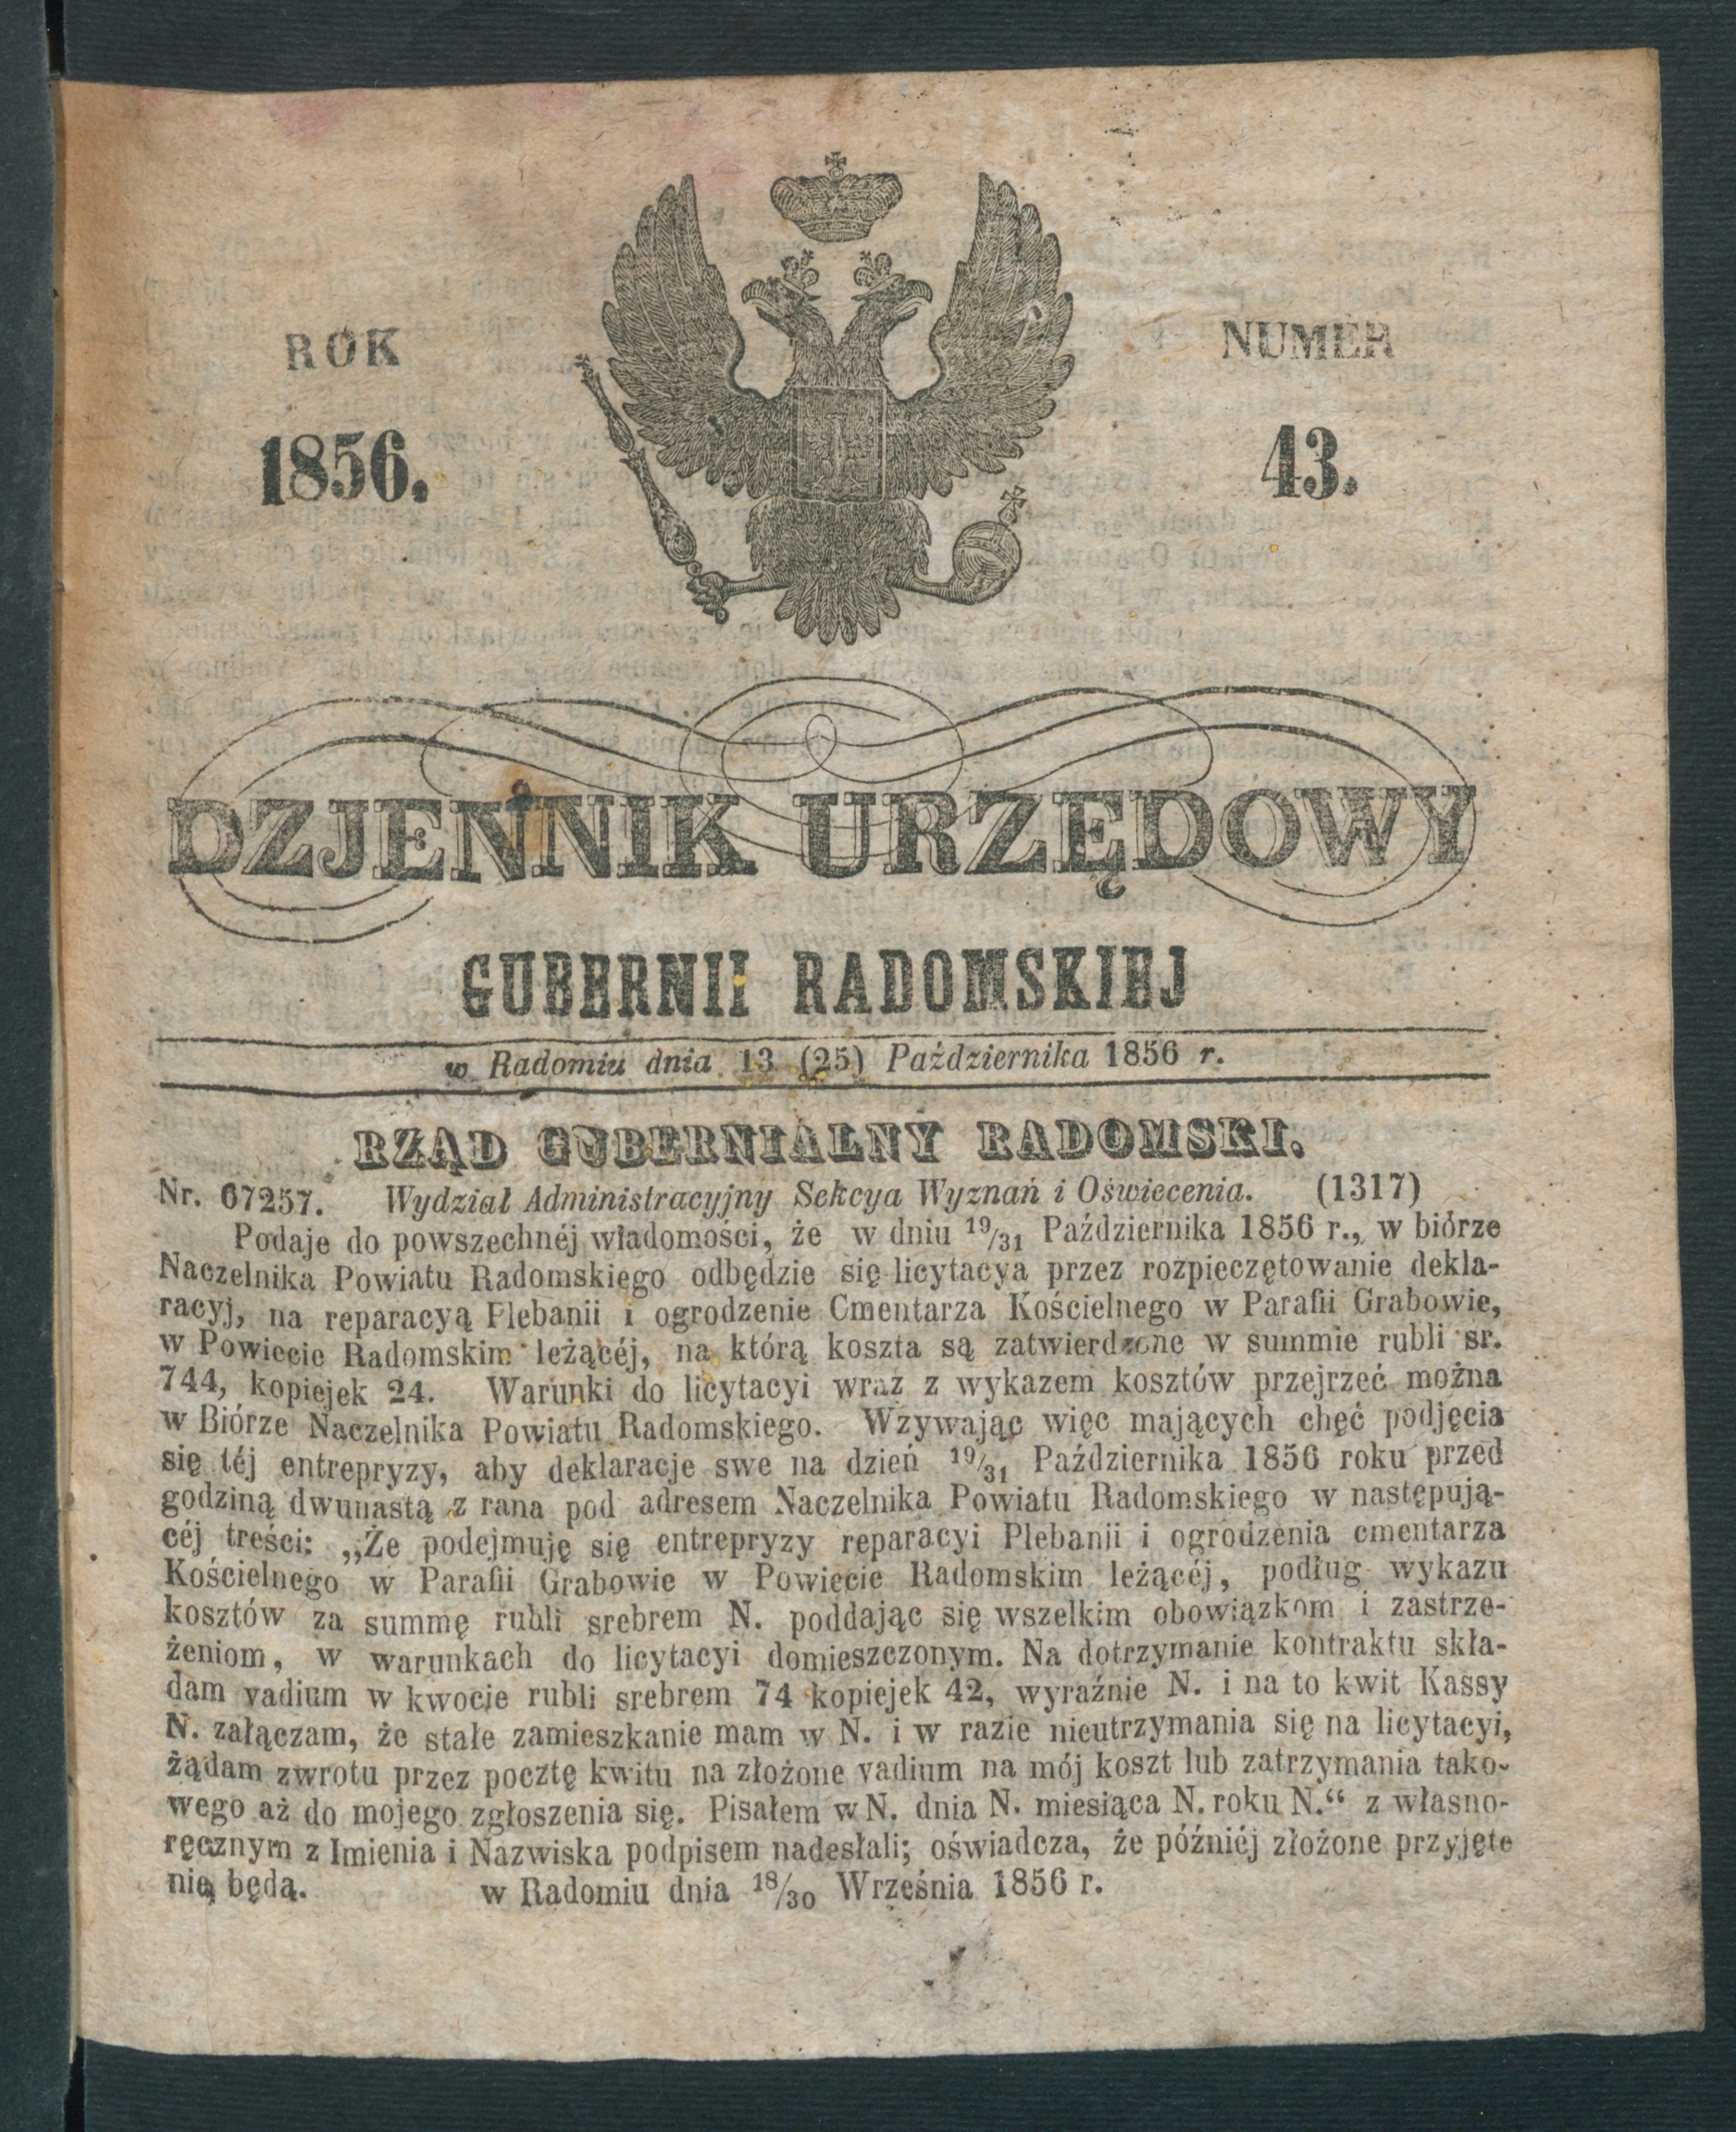 ROK
1856.
NUMER
43.
DZJENNIK URZĘDOWY
GUBERNII RADOMSKIEJ
w Radomiu dnia 13 (25) Października 1856 r.
RZĄD GUBERNIALNY RADOMSKI.
Nr. 67257. Wydział Administracyjny Sekcya Wyznań i Oświecenia. (1317)
Podaje do powszechnéj wiadomości, że w dniu 19/31 Października 1856 r., w biórze
Naczelnika Powiatu Radomskiego odbędzie się licytacya przez rozpieczętowanie dekla-
racyj, na reparacyą Plebanii i ogrodzenie Cmentarza Kościelnego w Parafii Grabowie,
w Powiecie Radomskim leżącéj, na którą koszta są zatwierdzone w summie rubli sr.
744, kopiejek 24. Warunki do licytacyi wraz z wykazem kosztów przejrzeć można
w Biórze Naczelnika Powiatu Radomskiego. Wzywając więc mających chęć podjęcia
się téj entrepryzy, aby deklaracje swe na dzień 19/31 Października 1856 roku przed
godziną dwunastą z rana pod adresem Naczelnika Powiatu Radomskiego w następują-
céj treści: „Że podejmuję się entrepryzy reparacyi Plebanii i ogrodzenia cmentarza
Kościelnego w Parafii Grabowie w Powiecie Radomskim leżącéj, podług wykazu
kosztów za summę rubli srebrem N. poddając się wszelkim obowiązkom i zastrze-
żeniom, w warunkach do licytacyi domieszczonym. Na dotrzymanie kontraktu skła-
dam vadium w kwocie rubli srebrem 74 kopiejek 42, wyraźnie N. i na to kwit Kassy
N. załączam, że stałe zamieszkanie mam w N. i w razie nieutrzymania się na licytacyi,
żądam zwrotu przez pocztę kwitu na złożone vadium na mój koszt lub zatrzymania tako-
wego aż do mojego zgłoszenia się. Pisałem w N. dnia N. miesiąca N. roku N.“ z własno-
ręcznym z Imienia i Nazwiska podpisem nadesłali; oświadcza, że późniéj złożone przyjęte
nie będą. w Radomiu dnia 18/30 Września 1856 r.